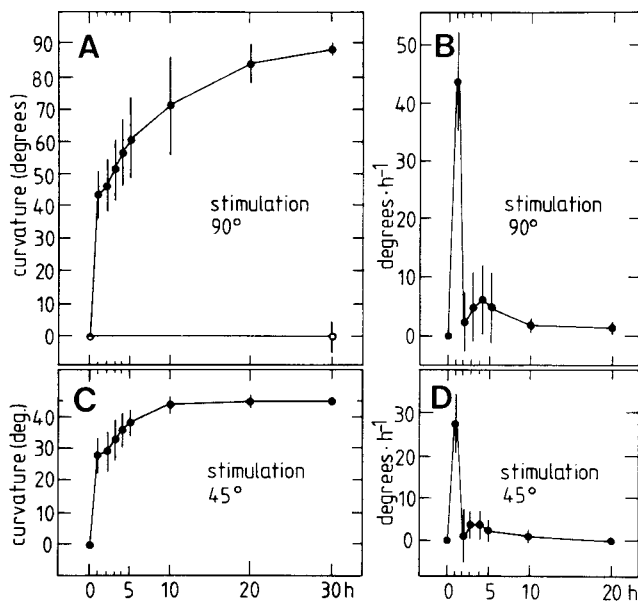 A
curvature (degrees)
90
80
70
60
50
40
30
20
10
0
stimulation
90°
B
degrees · h⁻¹
50
40
30
20
10
0
stimulation
90°
C
curvature (deg.)
40
30
20
10
0
stimulation
45°
0 5 10 20 30 h
D
degrees · h⁻¹
30
20
10
0
stimulation
45°
0 5 10 20 h